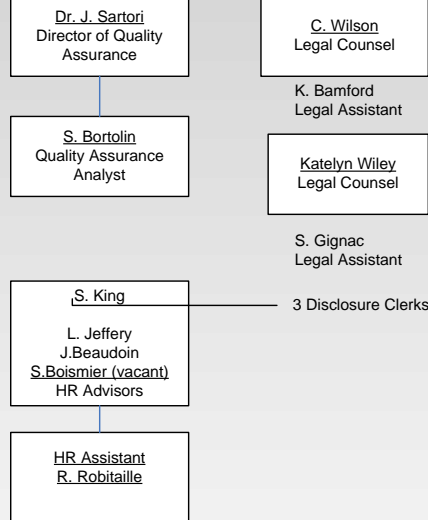 Dr. J. Sartori
Director of Quality
Assurance
S. Bortolin
Quality Assurance
Analyst
C. Wilson
Legal Counsel
K. Bamford
Legal Assistant
Katelyn Wiley
Legal Counsel
S. Gignac
Legal Assistant
S. King
3 Disclosure Clerks
L. Jeffery
J.Beaudoin
S.Boismier (vacant)
HR Advisors
HR Assistant
R. Robitaille